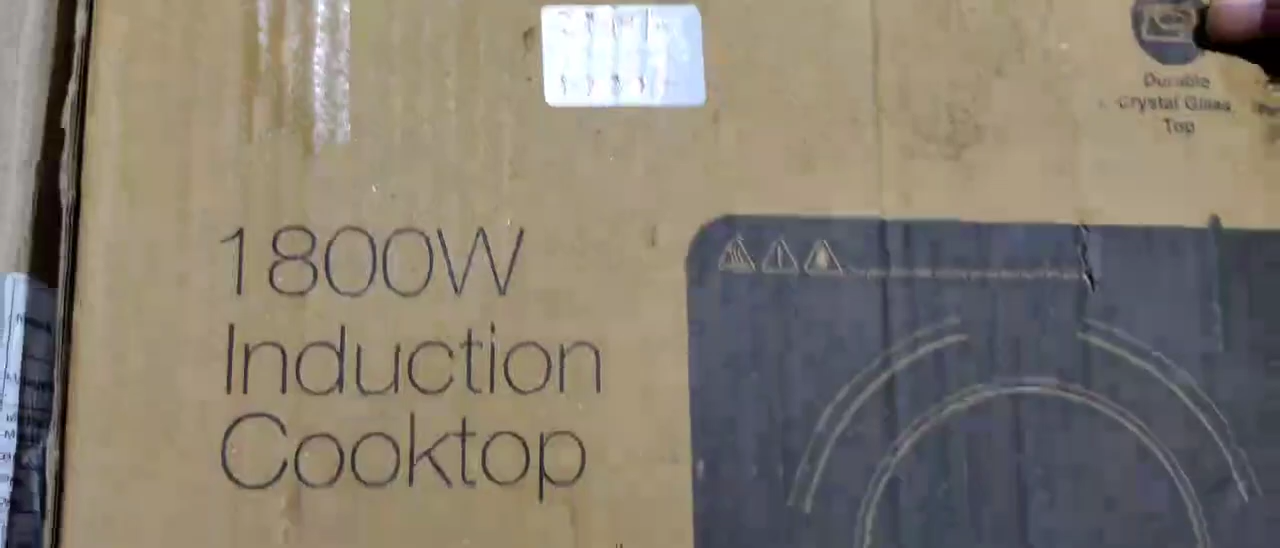 Durable
Crystal Glass
Top
1800W
Induction
Cooktop